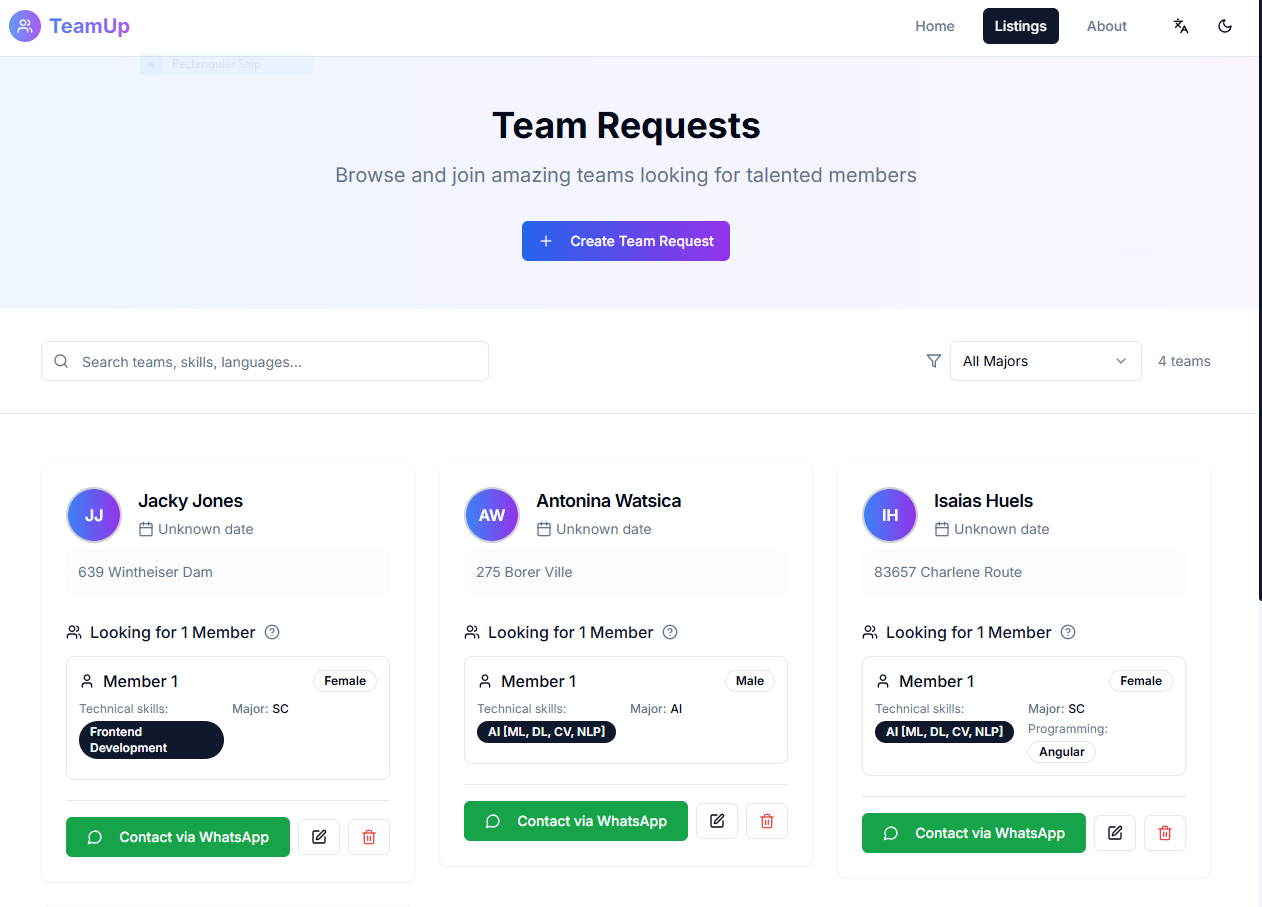 TeamUp
Home
Listings
About
Rectangular Snip
Team Requests
Browse and join amazing teams looking for talented members
Create Team Request
Search teams, skills, languages...
All Majors
4 teams
JJ
Jacky Jones
Unknown date
639 Wintheiser Dam
Looking for 1 Member
Member 1
Female
Technical skills:
Major: SC
Frontend
Development
Contact via WhatsApp
AW
Antonina Watsica
Unknown date
275 Borer Ville
Looking for 1 Member
Member 1
Male
Technical skills:
Major: AI
AI [ML, DL, CV, NLP]
Contact via WhatsApp
IH
Isaias Huels
Unknown date
83657 Charlene Route
Looking for 1 Member
Member 1
Female
Technical skills:
Major: SC
AI [ML, DL, CV, NLP]
Programming:
Angular
Contact via WhatsApp